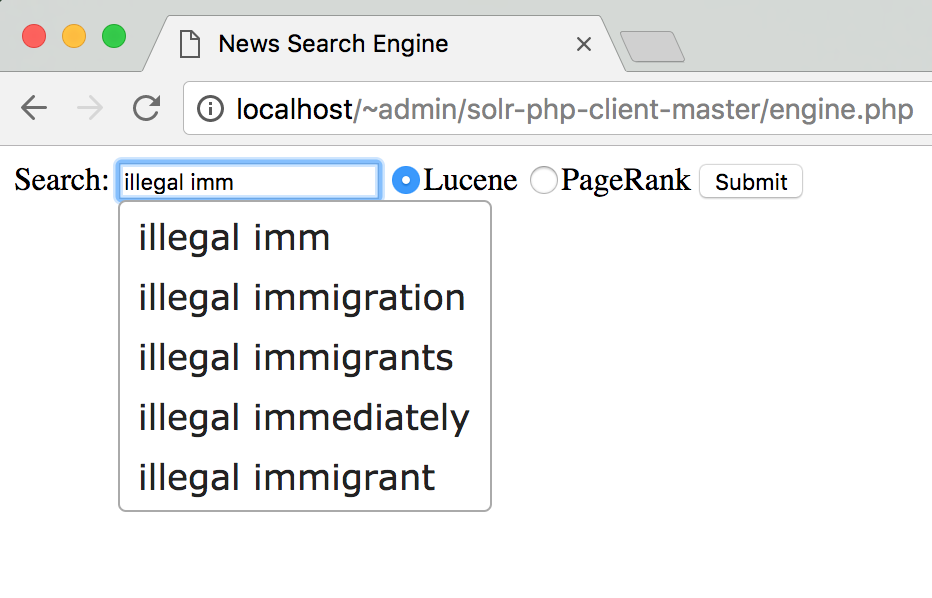 News Search Engine
localhost/~admin/solr-php-client-master/engine.php
Search: illegal imm Lucene PageRank Submit
illegal imm
illegal immigration
illegal immigrants
illegal immediately
illegal immigrant